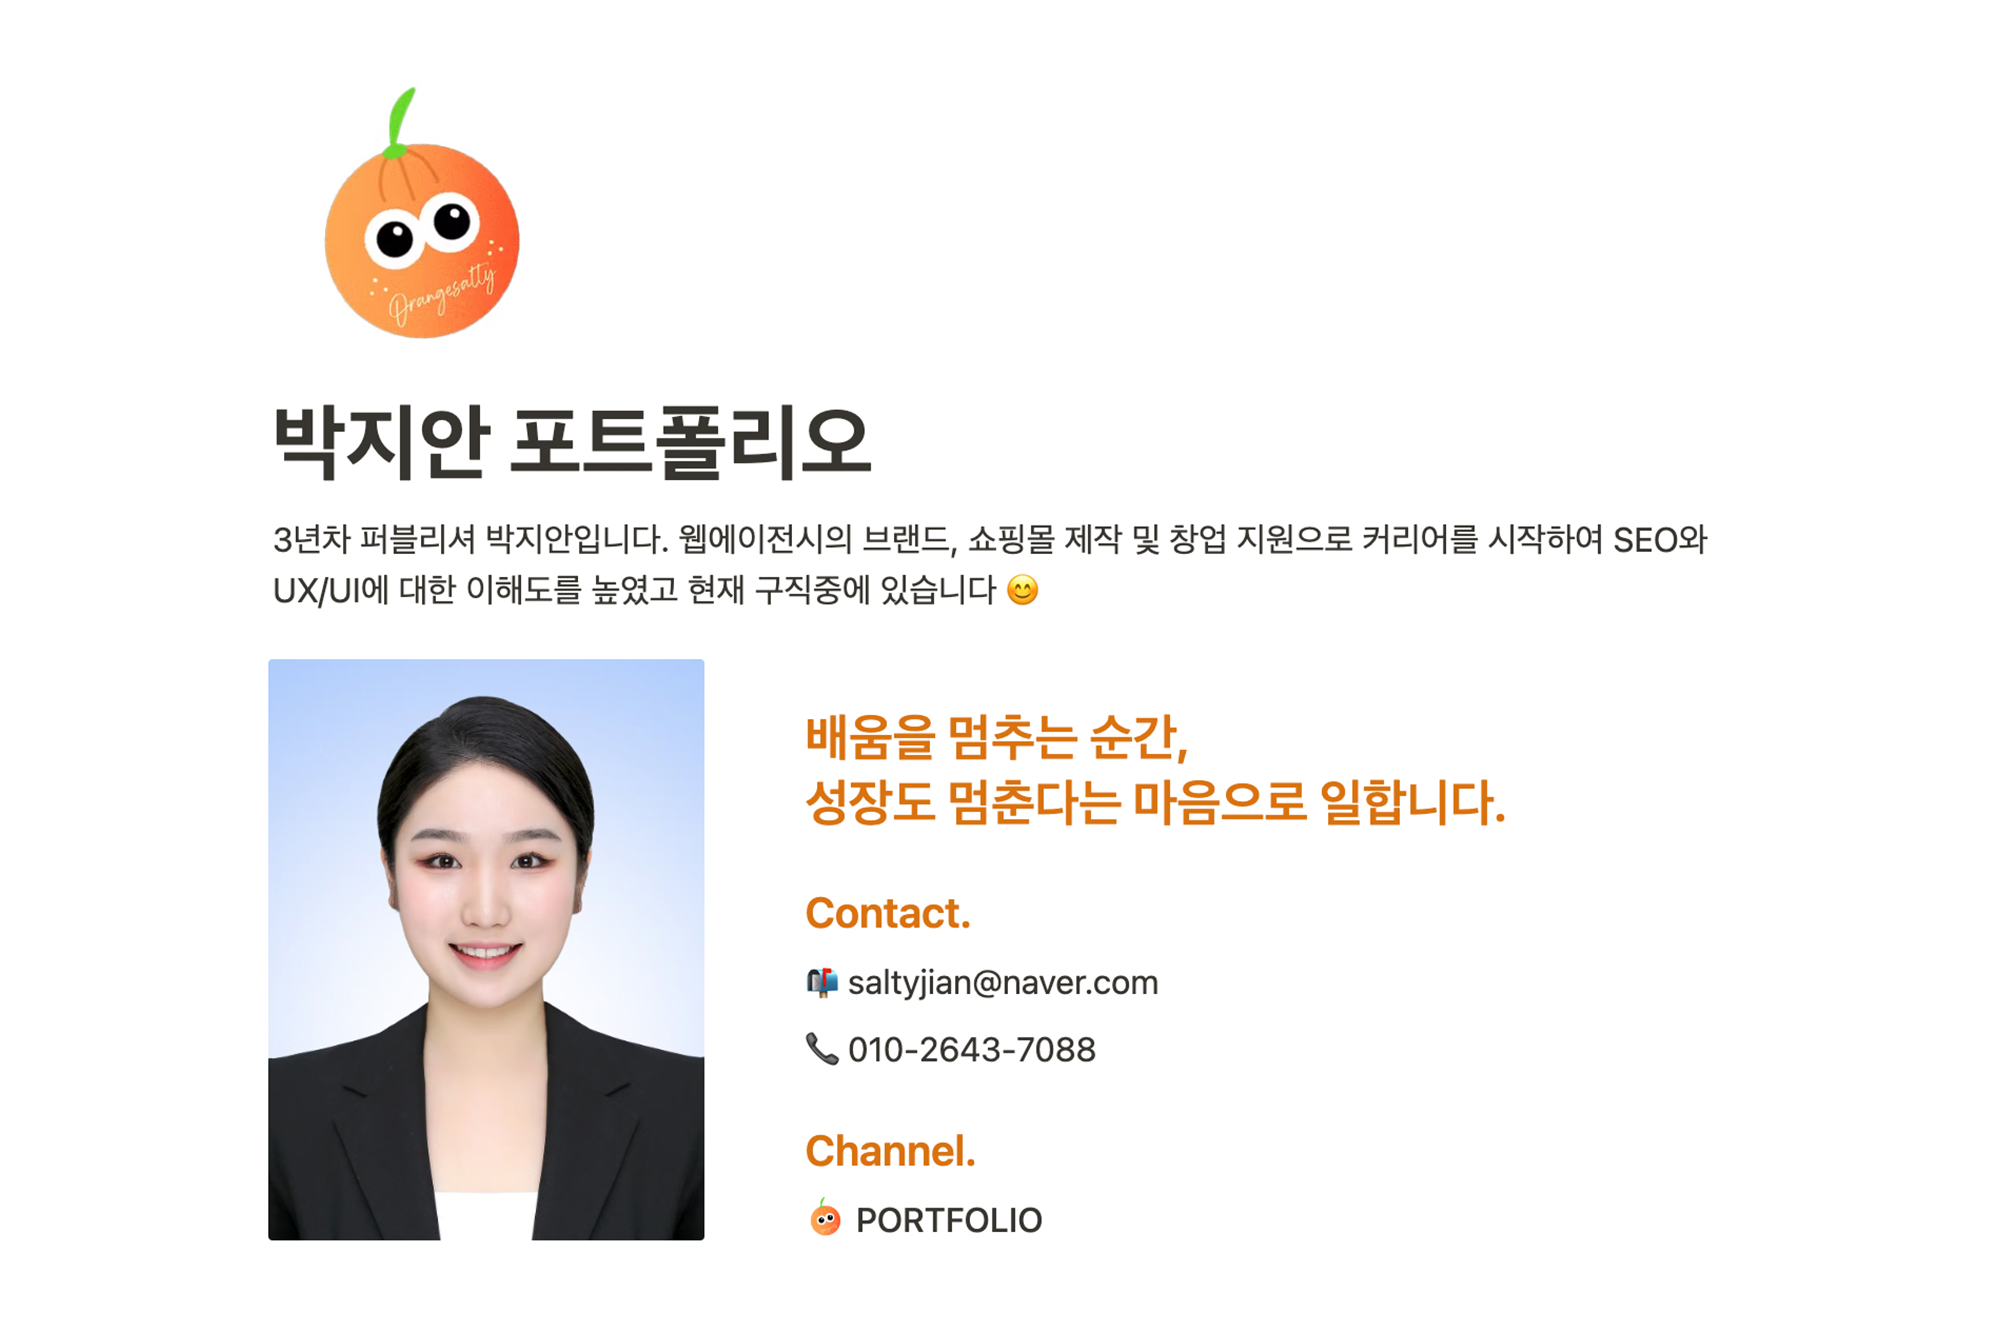 Orangesalty
박지안 포트폴리오
3년차 퍼블리셔 박지안입니다. 웹에이전시의 브랜드, 쇼핑몰 제작 및 창업 지원으로 커리어를 시작하여 SEO와
UX/UI에 대한 이해도를 높였고 현재 구직중에 있습니다 😊
배움을 멈추는 순간,
성장도 멈춘다는 마음으로 일합니다.
Contact.
📬 saltyjian@naver.com
📞 010-2643-7088
Channel.
PORTFOLIO